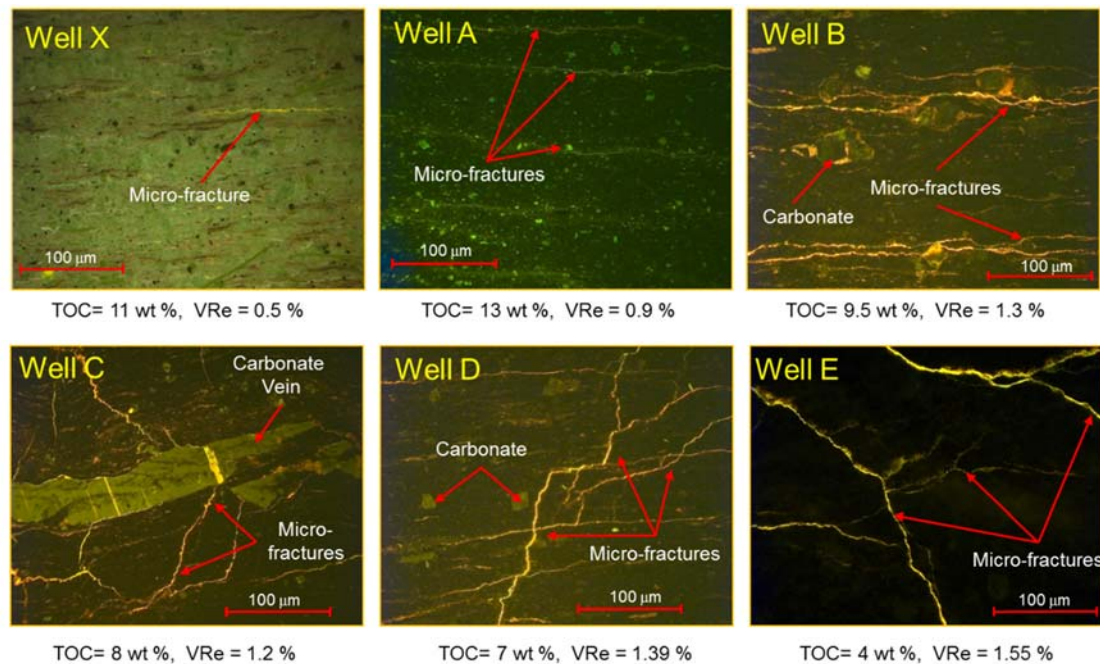 Well X
Micro-fracture
100 μm
TOC= 11 wt %, VRe = 0.5 %
Well A
Micro-fractures
100 μm
TOC= 13 wt %, VRe = 0.9 %
Well B
Carbonate
Micro-fractures
100 μm
TOC= 9.5 wt %, VRe = 1.3 %
Well C
Carbonate
Vein
Micro-
fractures
100 μm
TOC= 8 wt %, VRe = 1.2 %
Well D
Carbonate
Micro-fractures
100 μm
TOC= 7 wt %, VRe = 1.39 %
Well E
Micro-fractures
100 μm
TOC= 4 wt %, VRe = 1.55 %